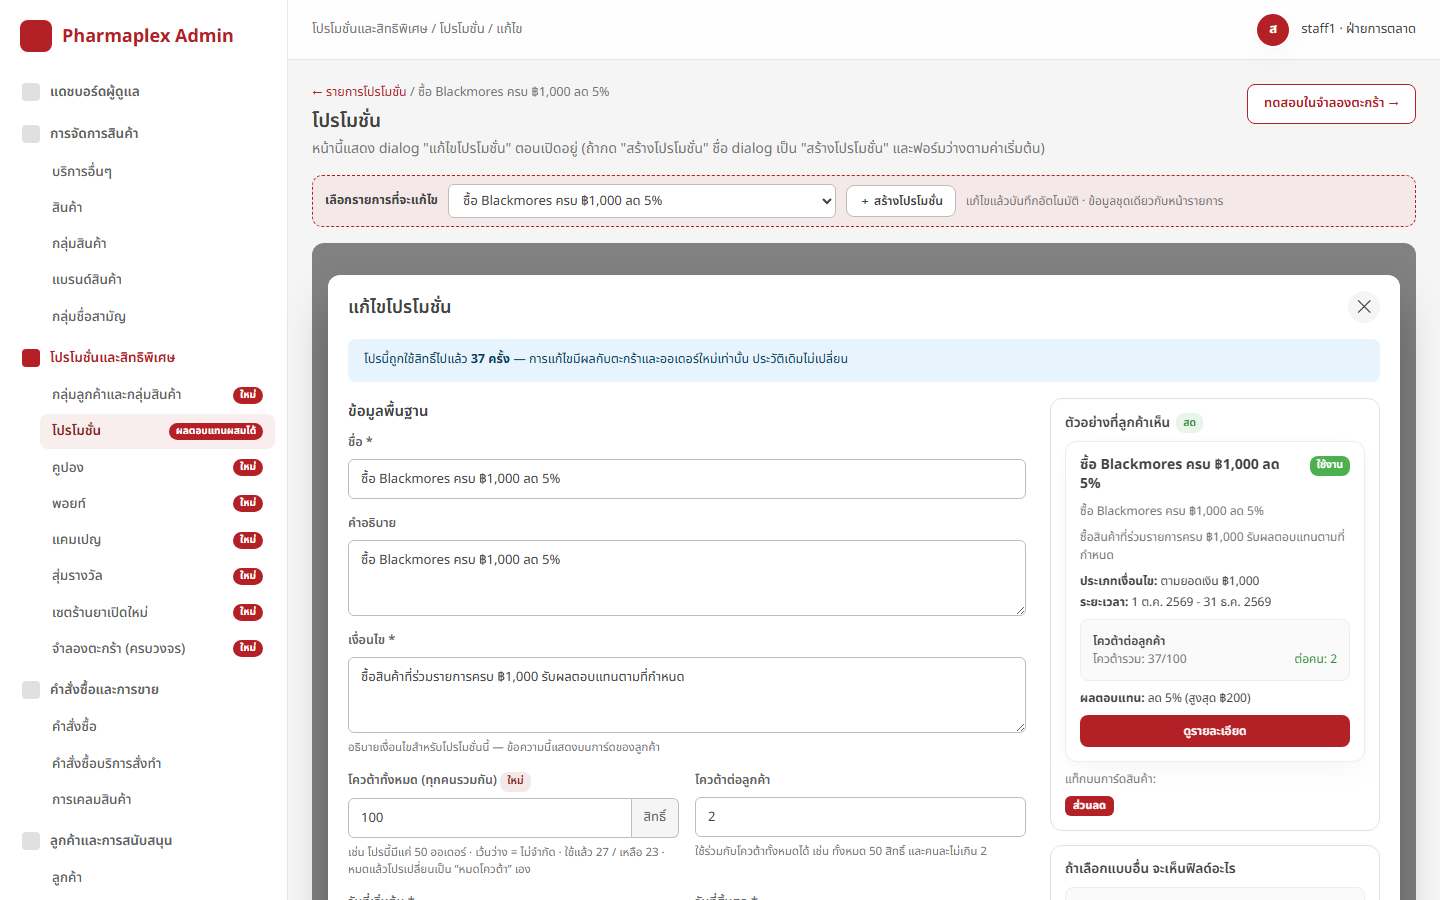 Pharmaplex Admin
แดชบอร์ดผู้ดูแล
การจัดการสินค้า
บริการอื่นๆ
สินค้า
กลุ่มสินค้า
แบรนด์สินค้า
กลุ่มชื่อสามัญ
โปรโมชั่นและสิทธิพิเศษ
กลุ่มลูกค้าและกลุ่มสินค้า ใหม่
โปรโมชั่น ผลตอบแทนผสมได้
คูปอง ใหม่
พอยท์ ใหม่
แคมเปญ ใหม่
สุ่มรางวัล ใหม่
เซตร้านยาเปิดใหม่ ใหม่
จำลองตะกร้า (ครบวงจร) ใหม่
คำสั่งซื้อและการขาย
คำสั่งซื้อ
คำสั่งซื้อบริการสั่งทำ
การเคลมสินค้า
ลูกค้าและการสนับสนุน
ลูกค้า
โปรโมชั่นและสิทธิพิเศษ / โปรโมชั่น / แก้ไข
ส staff1 · ฝ่ายการตลาด
← รายการโปรโมชั่น / ซื้อ Blackmores ครบ ฿1,000 ลด 5%
โปรโมชั่น
หน้านี้แสดง dialog "แก้ไขโปรโมชั่น" ตอนเปิดอยู่ (ถ้ากด "สร้างโปรโมชั่น" ชื่อ dialog เป็น "สร้างโปรโมชั่น" และฟอร์มว่างตามค่าเริ่มต้น)
ทดสอบในจำลองตะกร้า →
เลือกรายการที่จะแก้ไข ซื้อ Blackmores ครบ ฿1,000 ลด 5% + สร้างโปรโมชั่น แก้ไขแล้วบันทึกอัตโนมัติ · ข้อมูลชุดเดียวกับหน้ารายการ
แก้ไขโปรโมชั่น
โปรนี้ถูกใช้สิทธิ์ไปแล้ว 37 ครั้ง — การแก้ไขมีผลกับตะกร้าและออเดอร์ใหม่เท่านั้น ประวัติเดิมไม่เปลี่ยน
ข้อมูลพื้นฐาน
ชื่อ *
ซื้อ Blackmores ครบ ฿1,000 ลด 5%
คำอธิบาย
ซื้อ Blackmores ครบ ฿1,000 ลด 5%
เงื่อนไข *
ซื้อสินค้าที่ร่วมรายการครบ ฿1,000 รับผลตอบแทนตามที่กำหนด
อธิบายเงื่อนไขสำหรับโปรโมชั่นนี้ — ข้อความนี้แสดงบนการ์ดของลูกค้า
โควต้าทั้งหมด (ทุกคนรวมกัน) ใหม่
100 สิทธิ์
เช่น โปรนี้มีแค่ 50 ออเดอร์ · เว้นว่าง = ไม่จำกัด · ใช้แล้ว 27 / เหลือ 23 ·
หมดแล้วโปรเปลี่ยนเป็น "หมดโควต้า" เอง
โควต้าต่อลูกค้า
2
ใช้ร่วมกับโควต้าทั้งหมดได้ เช่น ทั้งหมด 50 สิทธิ์ และคนละไม่เกิน 2
วันที่เริ่มต้น *
วันที่สิ้นสุด *
ตัวอย่างที่ลูกค้าเห็น สด
ซื้อ Blackmores ครบ ฿1,000 ลด
5%
ใช้งาน
ซื้อ Blackmores ครบ ฿1,000 ลด 5%
ซื้อสินค้าที่ร่วมรายการครบ ฿1,000 รับผลตอบแทนตามที่
กำหนด
ประเภทเงื่อนไข: ตามยอดเงิน ฿1,000
ระยะเวลา: 1 ต.ค. 2569 - 31 ธ.ค. 2569
โควต้าต่อลูกค้า
โควต้ารวม: 37/100 ต่อคน: 2
ผลตอบแทน: ลด 5% (สูงสุด ฿200)
ดูรายละเอียด
แท็กบนการ์ดสินค้า:
ส่วนลด
ถ้าเลือกแบบอื่น จะเห็นฟิลด์อะไร